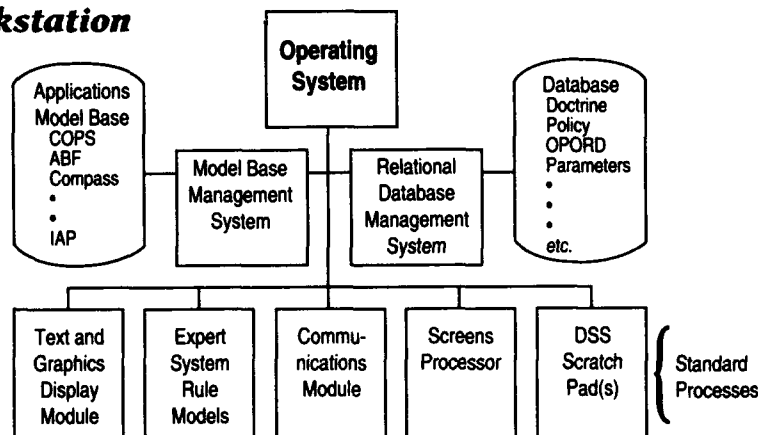 kstation
Operating
System
Applications
Model Base
COPS
ABF
Compass
•
•
IAP
Model Base
Management
System
Relational
Database
Management
System
Database
Doctrine
Policy
OPORD
Parameters
•
•
•
etc.
Text and
Graphics
Display
Module
Expert
System
Rule
Models
Commu-
nications
Module
Screens
Processor
DSS
Scratch
Pad(s)
Standard
Processes